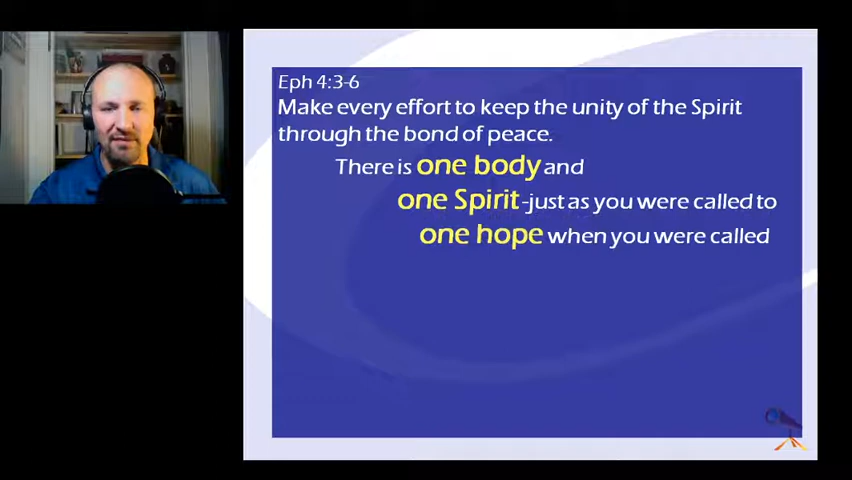 Eph 4:3-6
Make every effort to keep the unity of the Spirit
through the bond of peace.
There is one body and
one Spirit-just as you were called to
one hope when you were called